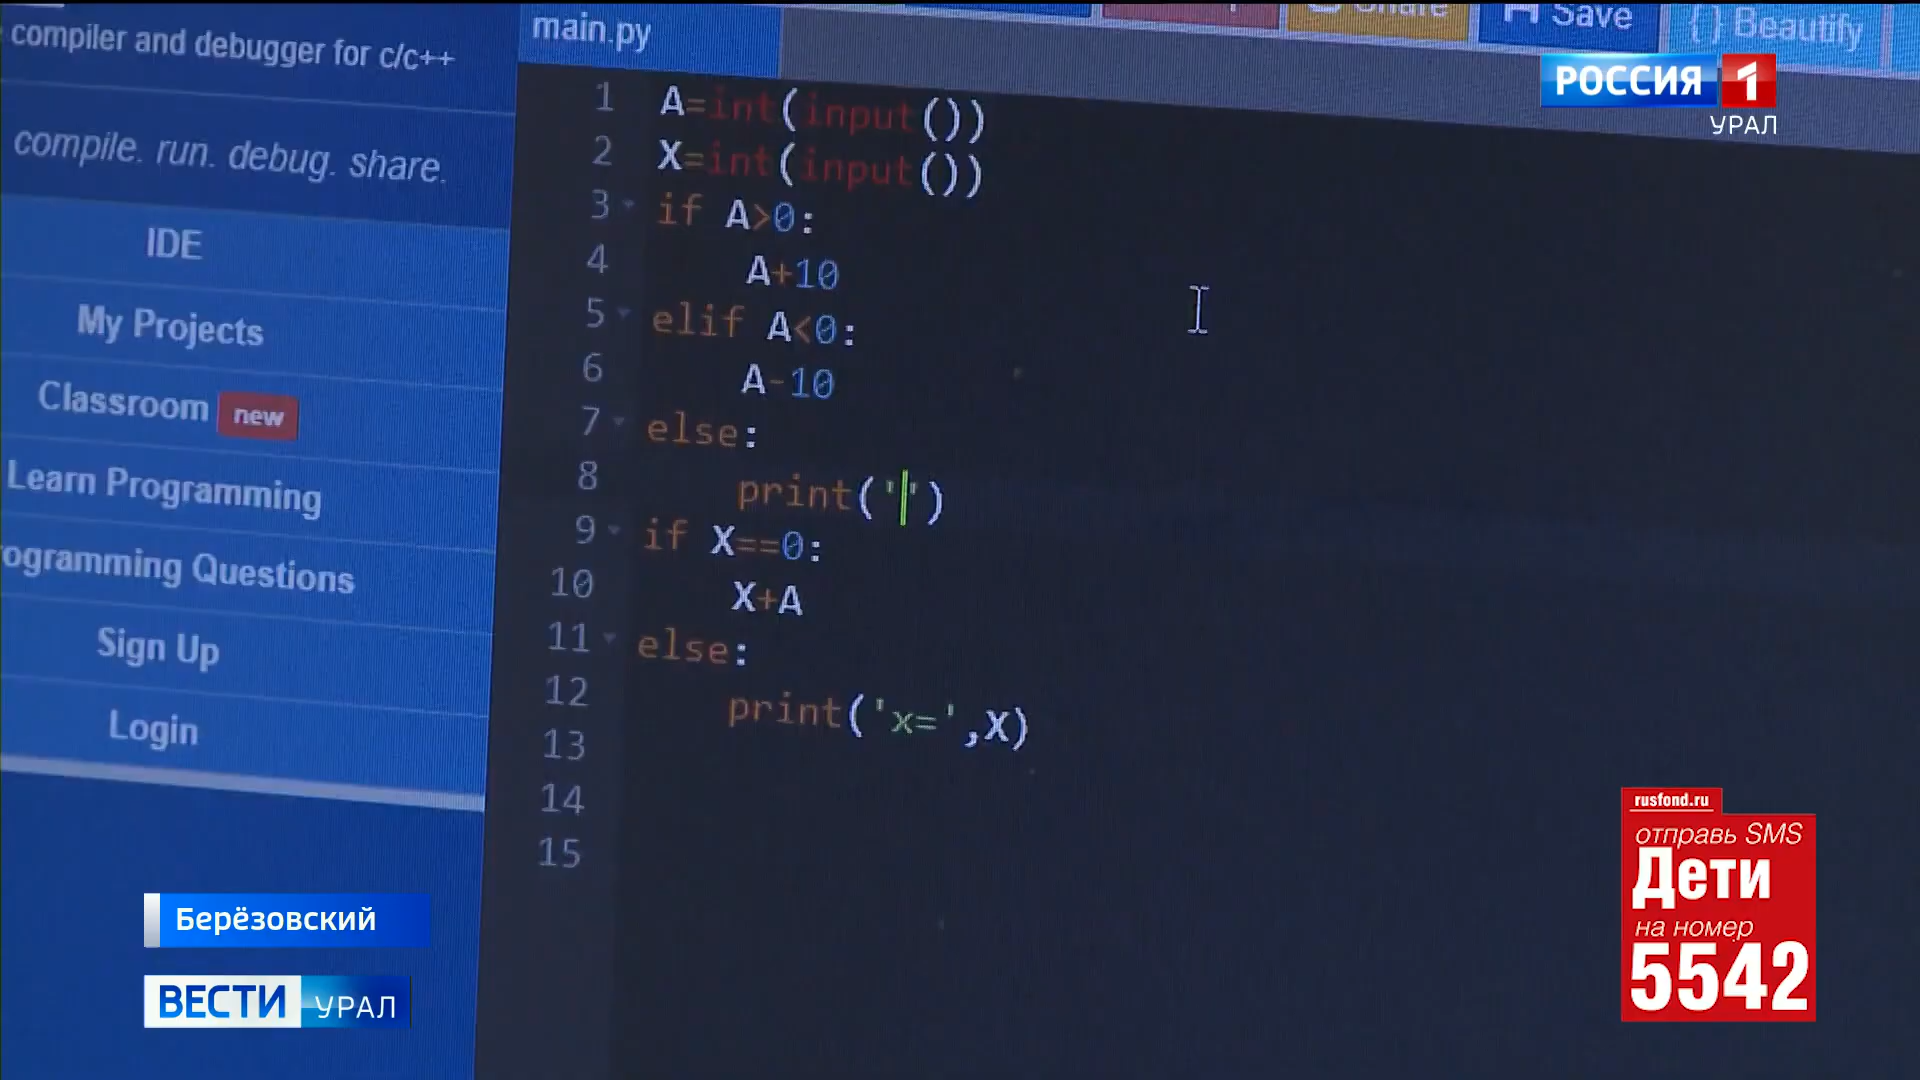 compiler and debugger for c/c++
compile. run. debug. share.
IDE
My Projects
Classroom new
Learn Programming
Programming Questions
Sign Up
Login
main.py
Share
Save
{ } Beautify
1 A=int(input())
2 X=int(input())
3 if A>0:
4 A+10
5 elif A<0:
6 A-10
7 else:
8 print('')
9 if X==0:
10 X+A
11 else:
12 print('x=',X)
13
14
15
РОССИЯ 1
УРАЛ
rusfond.ru
отправь SMS
Дети
на номер
5542
Берёзовский
ВЕСТИ УРАЛ